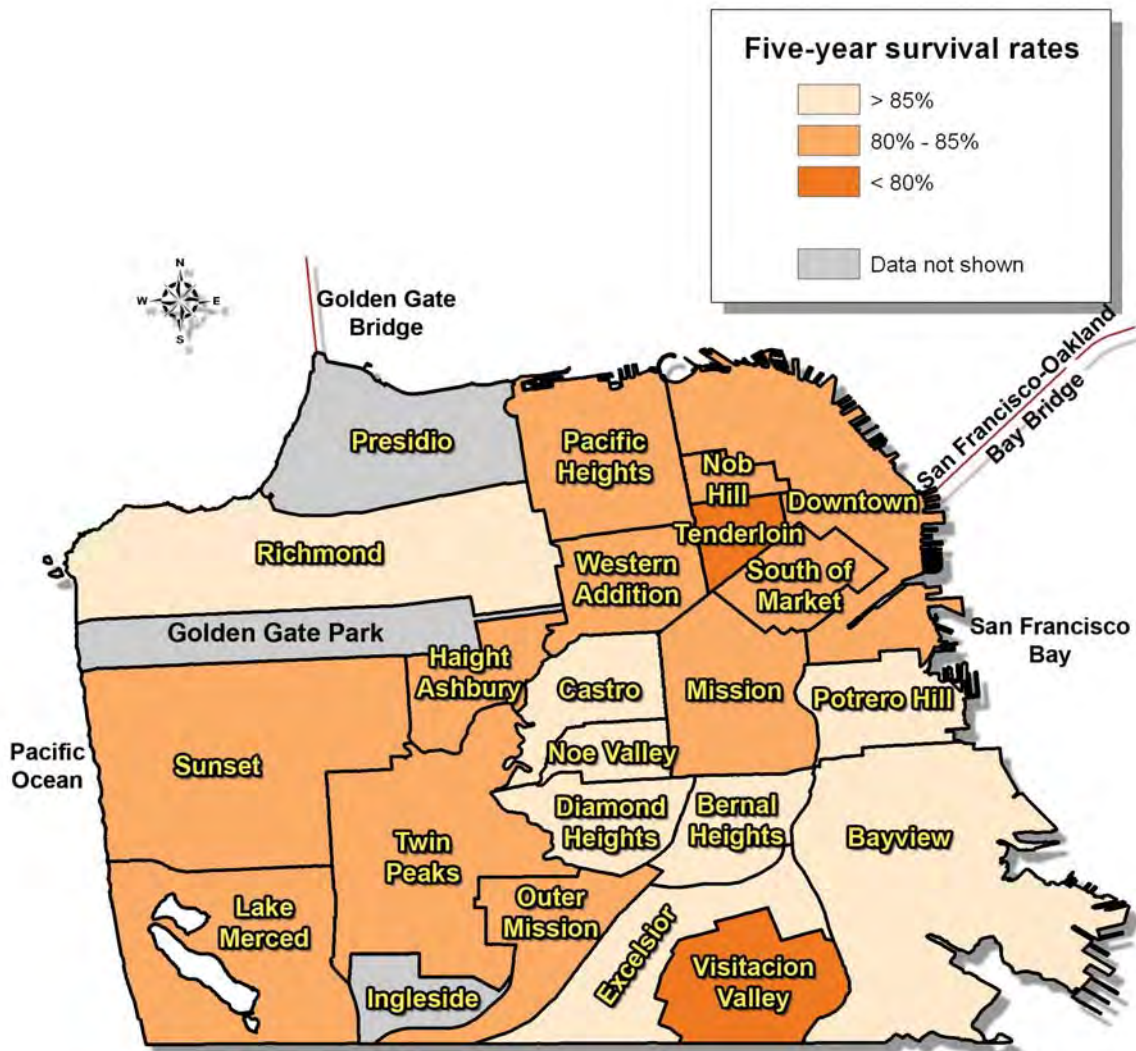 Five-year survival rates
> 85%
80% - 85%
< 80%
Data not shown
N
N
W
E
E
S
S
Golden Gate
Bridge
San Francisco-Oakland
Bay Bridge
Presidio
Pacific
Heights
Nob
Hill
Downtown
Tenderloin
Richmond
Western
Addition
South of
Market
Golden Gate Park
San Francisco
Bay
Haight
Ashbury
Castro
Mission
Potrero Hill
Pacific
Ocean
Sunset
Noe Valley
Diamond
Heights
Bernal
Heights
Bayview
Twin
Peaks
Lake
Merced
Outer
Mission
Excelsior
Visitacion
Valley
Ingleside